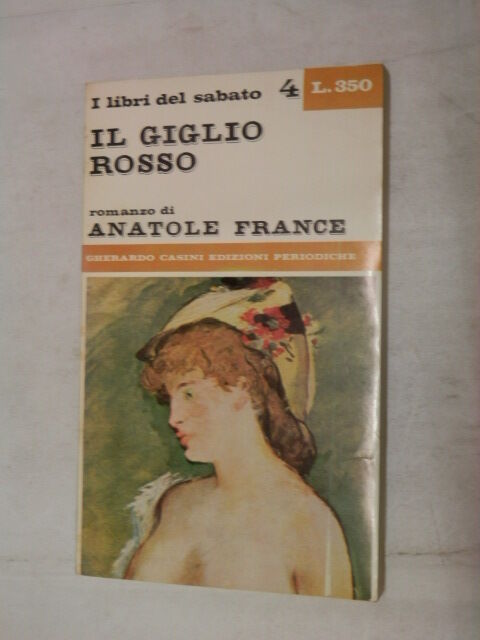 I libri del sabato 4 L. 350
IL GIGLIO
ROSSO
romanzo di
ANATOLE FRANCE
GHERARDO CASINI EDIZIONI PERIODICHE